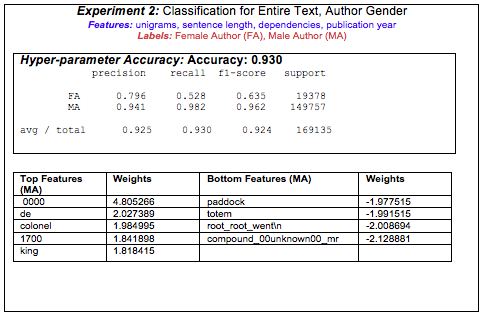 Experiment 2: Classification for Entire Text, Author Gender
Features: unigrams, sentence length, dependencies, publication year
Labels: Female Author (FA), Male Author (MA)
Hyper-parameter Accuracy: Accuracy: 0.930
precision recall f1-score support
FA 0.796 0.528 0.635 19378
MA 0.941 0.982 0.962 149757
avg / total 0.925 0.930 0.924 169135
Top Features (MA) Weights Bottom Features (MA) Weights
0000 4.805266 paddock -1.977515
de 2.027389 totem -1.991515
colonel 1.984995 root_root_went\n -2.008694
1700 1.841898 compound_00unknown00_mr -2.128881
king 1.818415